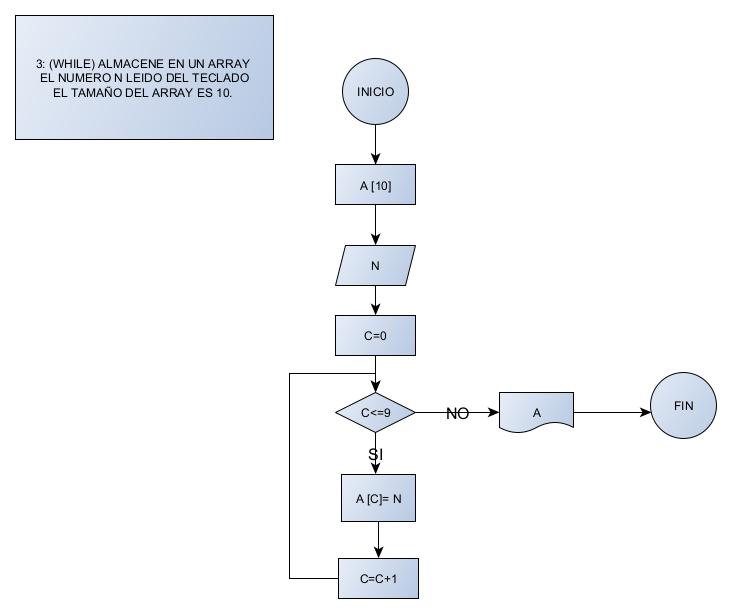 3: (WHILE) ALMACENE EN UN ARRAY
EL NUMERO N LEIDO DEL TECLADO
EL TAMAÑO DEL ARRAY ES 10.
INICIO
A [10]
N
C=0
C<=9
NO
A
FIN
SI
A [C]= N
C=C+1